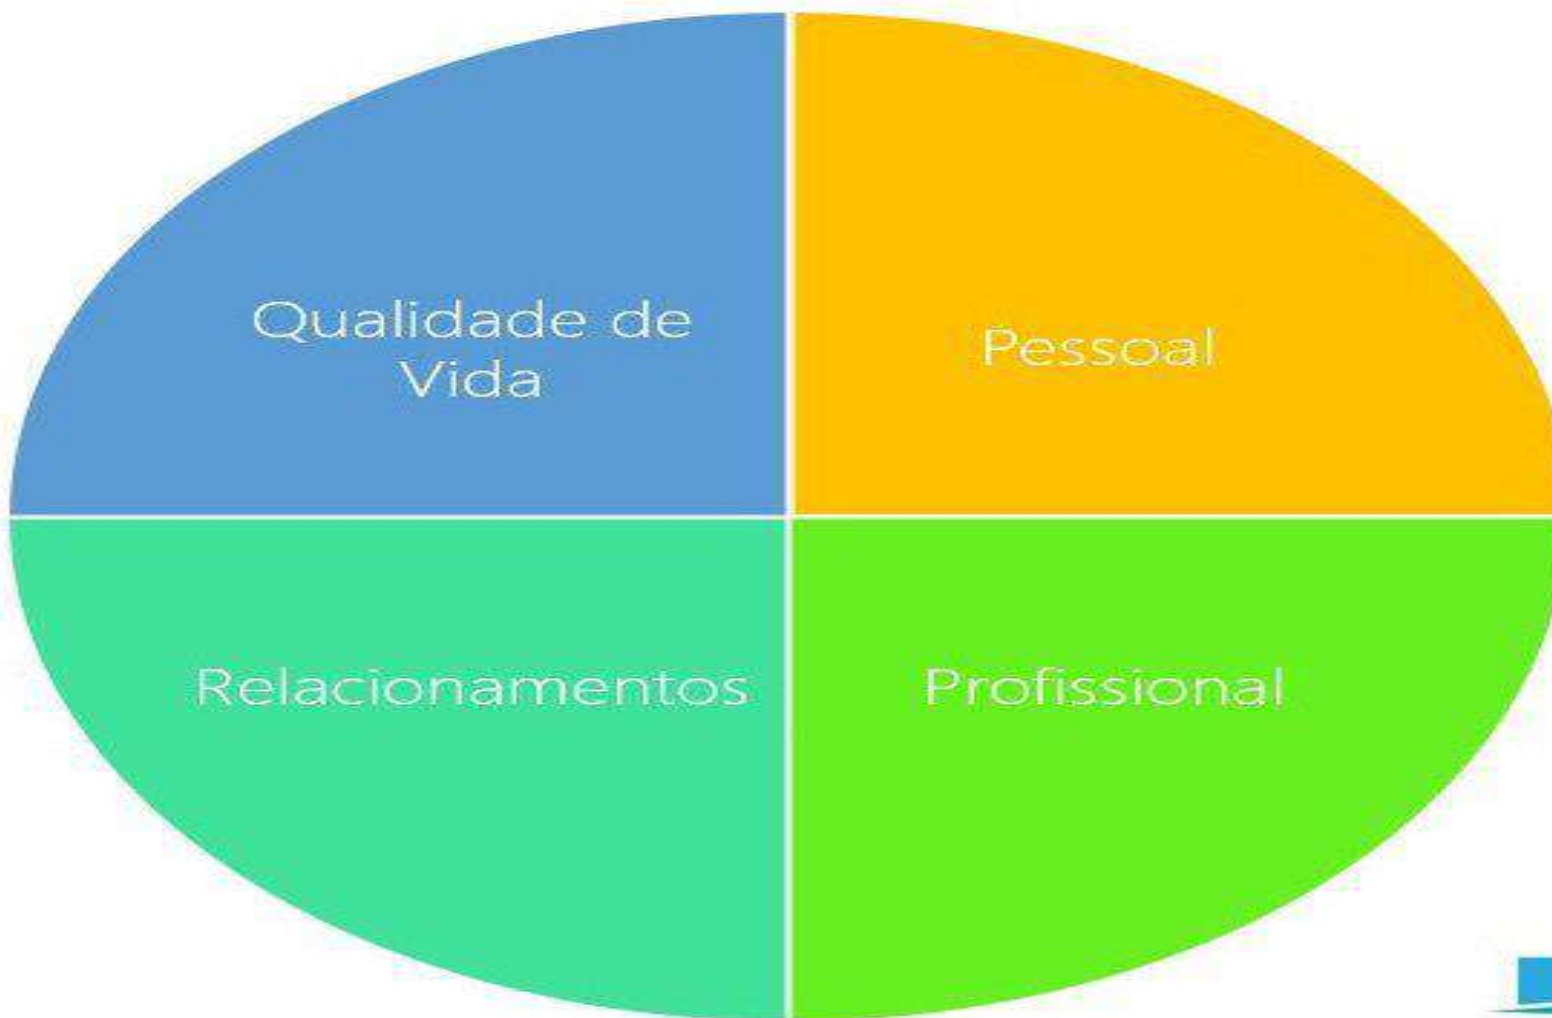 Qualidade de
Vida
Pessoal
Relacionamentos
Profissional